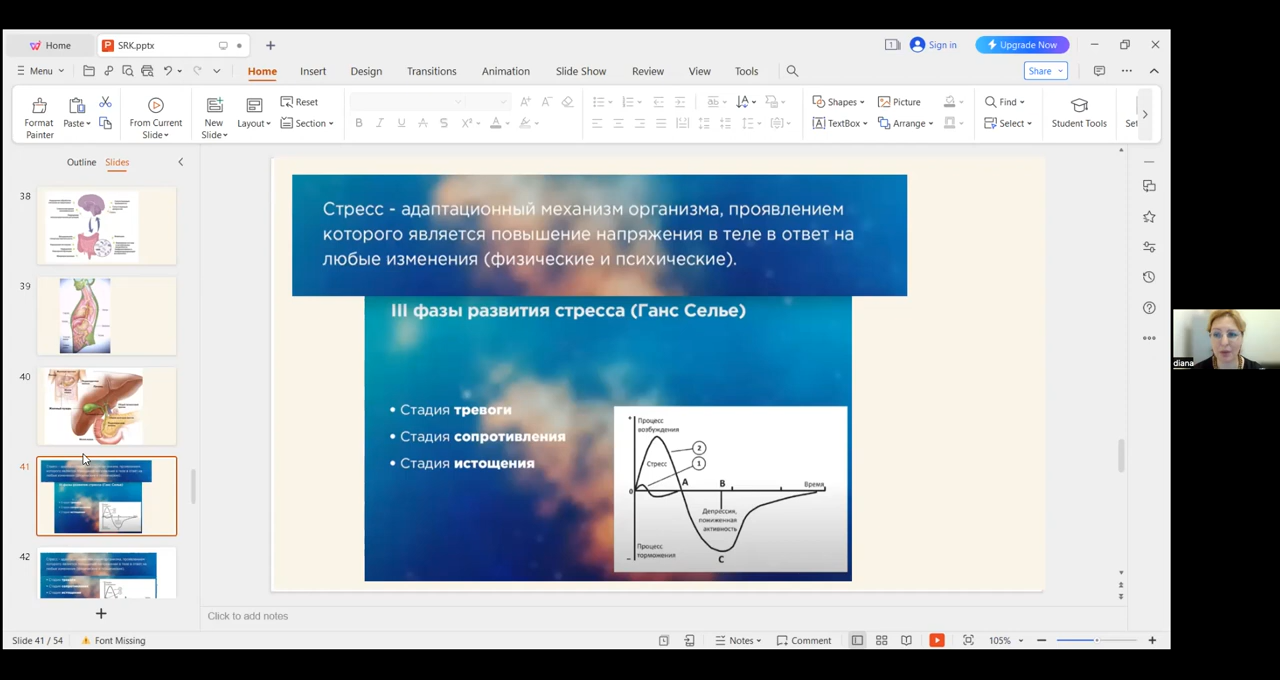 Home
SRK.pptx
Sign in
Upgrade Now
Menu
Home
Insert
Design
Transitions
Animation
Slide Show
Review
View
Tools
Share
Format Painter
Paste
From Current Slide
New Slide
Layout
Reset
Section
B I U A S X²
Shapes
Picture
TextBox
Arrange
Find
Select
Student Tools
Set
Outline
Slides
38
39
40
41
42
Стресс - адаптационный механизм организма, проявлением
которого является повышение напряжения в теле в ответ на
любые изменения (физические и психические).
III фазы развития стресса (Ганс Селье)
• Стадия тревоги
• Стадия сопротивления
• Стадия истощения
+
Процесс
возбуждения
2
1
Стресс
A
B
Время
0
Депрессия,
пониженная
активность
Процесс
торможения
–
C
diana
Click to add notes
Slide 41 / 54
Font Missing
Notes
Comment
105%